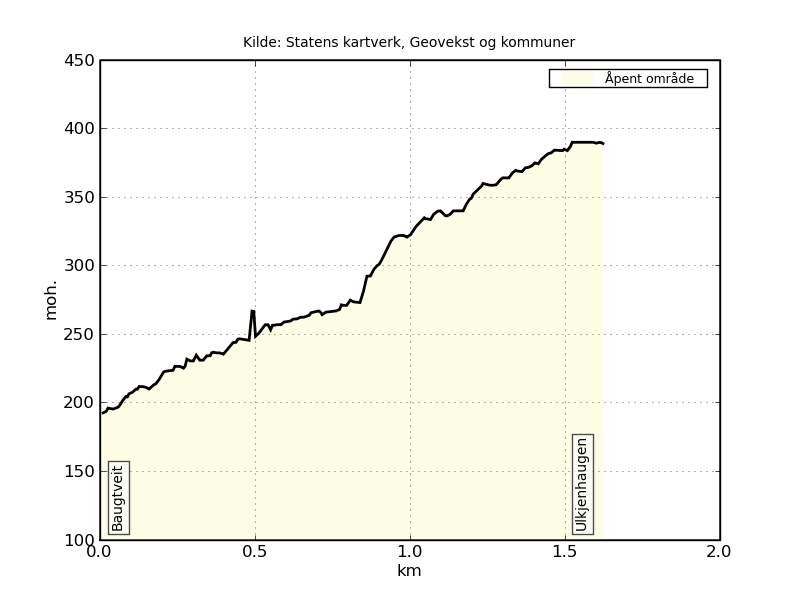 Kilde: Statens kartverk, Geovekst og kommuner
Åpent område
450
400
350
300
250
200
150
100
moh.
Baugtveit
Ulkjenhaugen
0.0
0.5
1.0
1.5
2.0
km